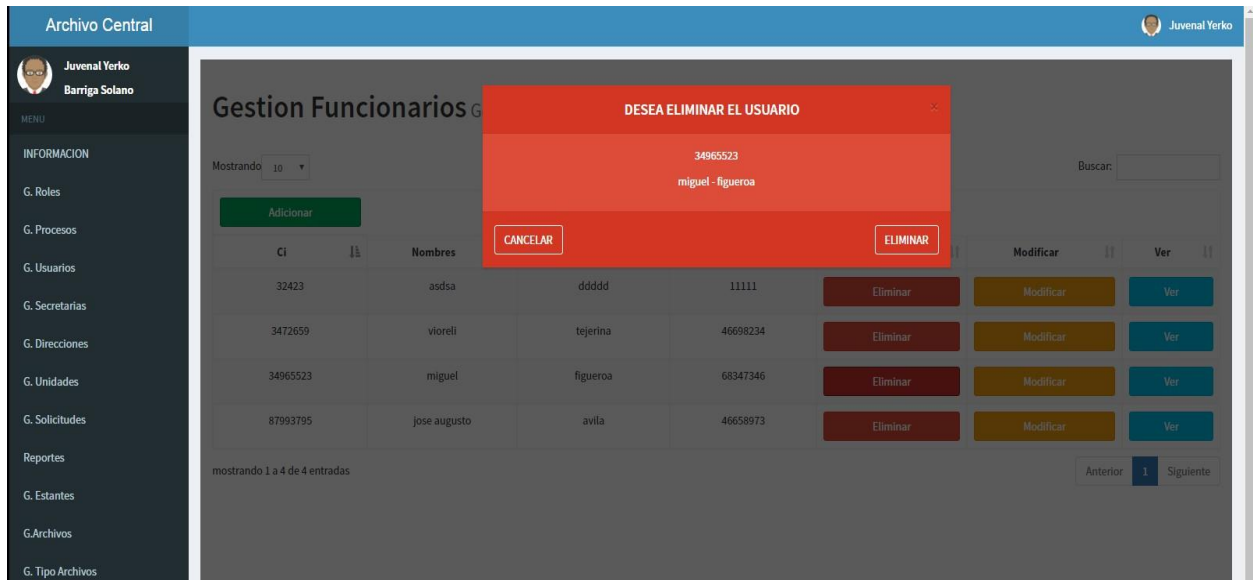 Archivo Central
Juvenal Yerko
Juvenal Yerko
Barriga Solano
MENU
INFORMACION
G. Roles
G. Procesos
G. Usuarios
G. Secretarias
G. Direcciones
G. Unidades
G. Solicitudes
Reportes
G. Estantes
G.Archivos
G. Tipo Archivos
Gestion Funcionarios G
DESEA ELIMINAR EL USUARIO ×
34965523
miguel - figueroa
CANCELAR ELIMINAR
Mostrando 10 Buscar:
Adicionar
Ci Nombres Modificar Ver
32423 asdsa ddddd 11111 Eliminar Modificar Ver
3472659 vioreli tejerina 46698234 Eliminar Modificar Ver
34965523 miguel figueroa 68347346 Eliminar Modificar Ver
87993795 jose augusto avila 46658973 Eliminar Modificar Ver
mostrando 1 a 4 de 4 entradas Anterior 1 Siguiente